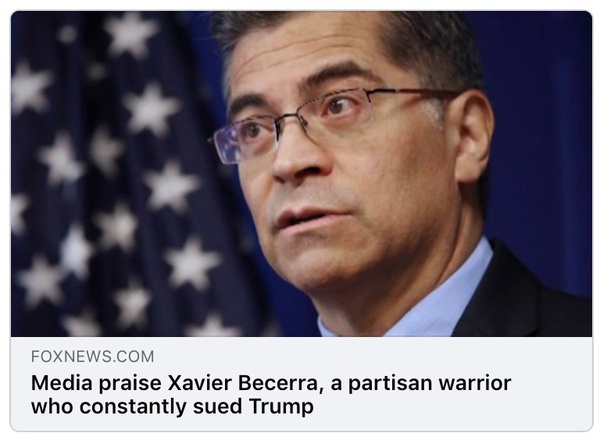 FOXNEWS.COM
Media praise Xavier Becerra, a partisan warrior
who constantly sued Trump